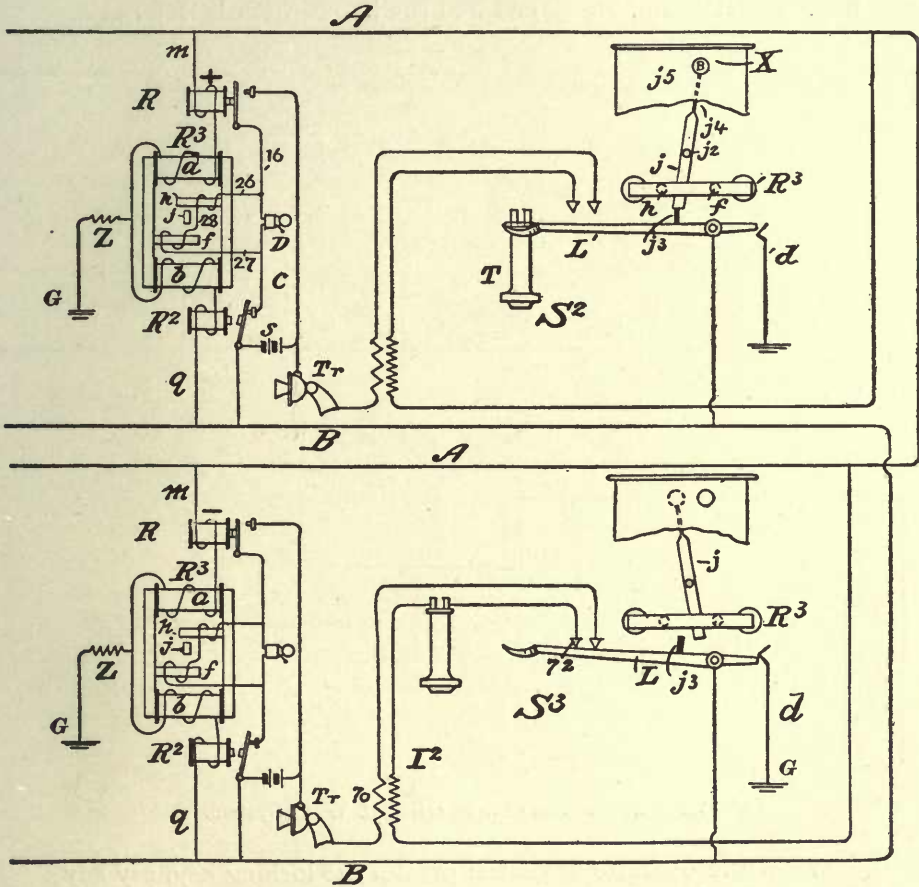 A
m
+
R
R³
a
16
h
26
j
28
f
27
b
Z
G
R²
q
D
C
S
Tr
B
X
j5
B
j4
j2
j
R³
h
f
j3
L'
T
S²
'd
A
m
−
R
R³
a
h
j
f
b
Z
G
R²
q
Tr
70
I²
72
S³
L
j3
j
R³
d
G
B